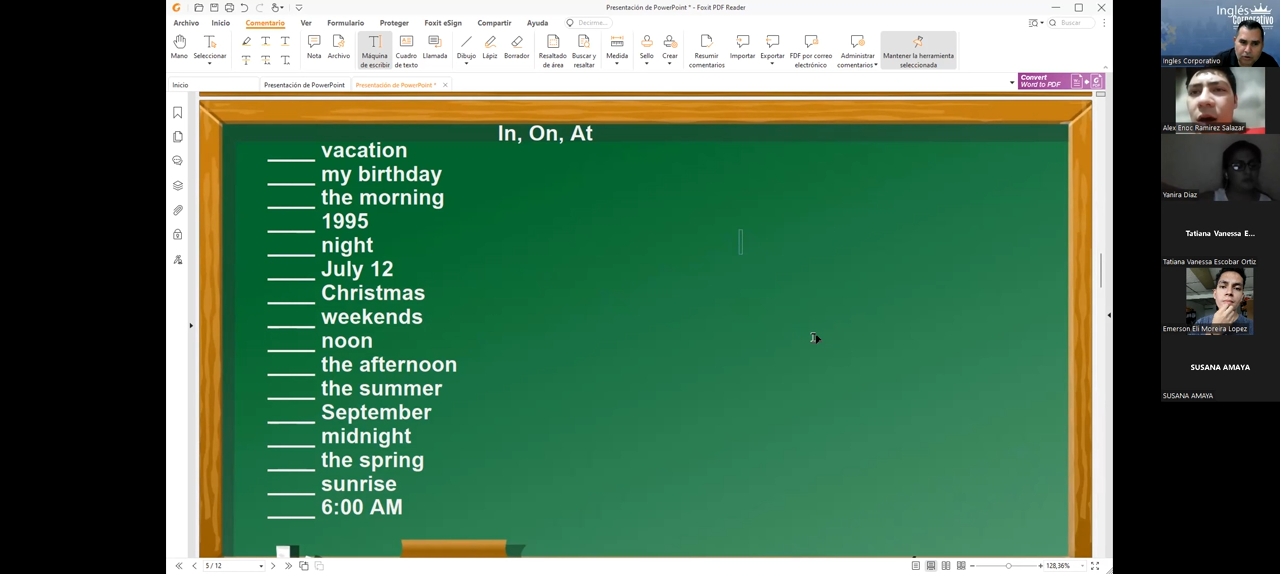 Presentación de PowerPoint * - Foxit PDF Reader
Archivo Inicio Comentario Ver Formulario Proteger Foxit eSign Compartir Ayuda Decirme... Buscar
Mano Seleccionar Nota Archivo Máquina de escribir Cuadro de texto Llamada Dibujo Lápiz Borrador Resaltado de área Buscar y resaltar Medida Sello Crear Resumir comentarios Importar Exportar PDF por correo electrónico Administrar comentarios Mantener la herramienta seleccionada
Inicio Presentación de PowerPoint Presentación de PowerPoint * Convert Word to PDF
In, On, At
_____ vacation
_____ my birthday
_____ the morning
_____ 1995
_____ night
_____ July 12
_____ Christmas
_____ weekends
_____ noon
_____ the afternoon
_____ the summer
_____ September
_____ midnight
_____ the spring
_____ sunrise
_____ 6:00 AM
5 / 12 128,36%
Inglés Corporativo
Ingles Corporativo
Alex Enoc Ramirez Salazar
Yanira Diaz
Tatiana Vanessa E...
Tatiana Vanessa Escobar Ortiz
Emerson Eli Moreira Lopez
SUSANA AMAYA
SUSANA AMAYA